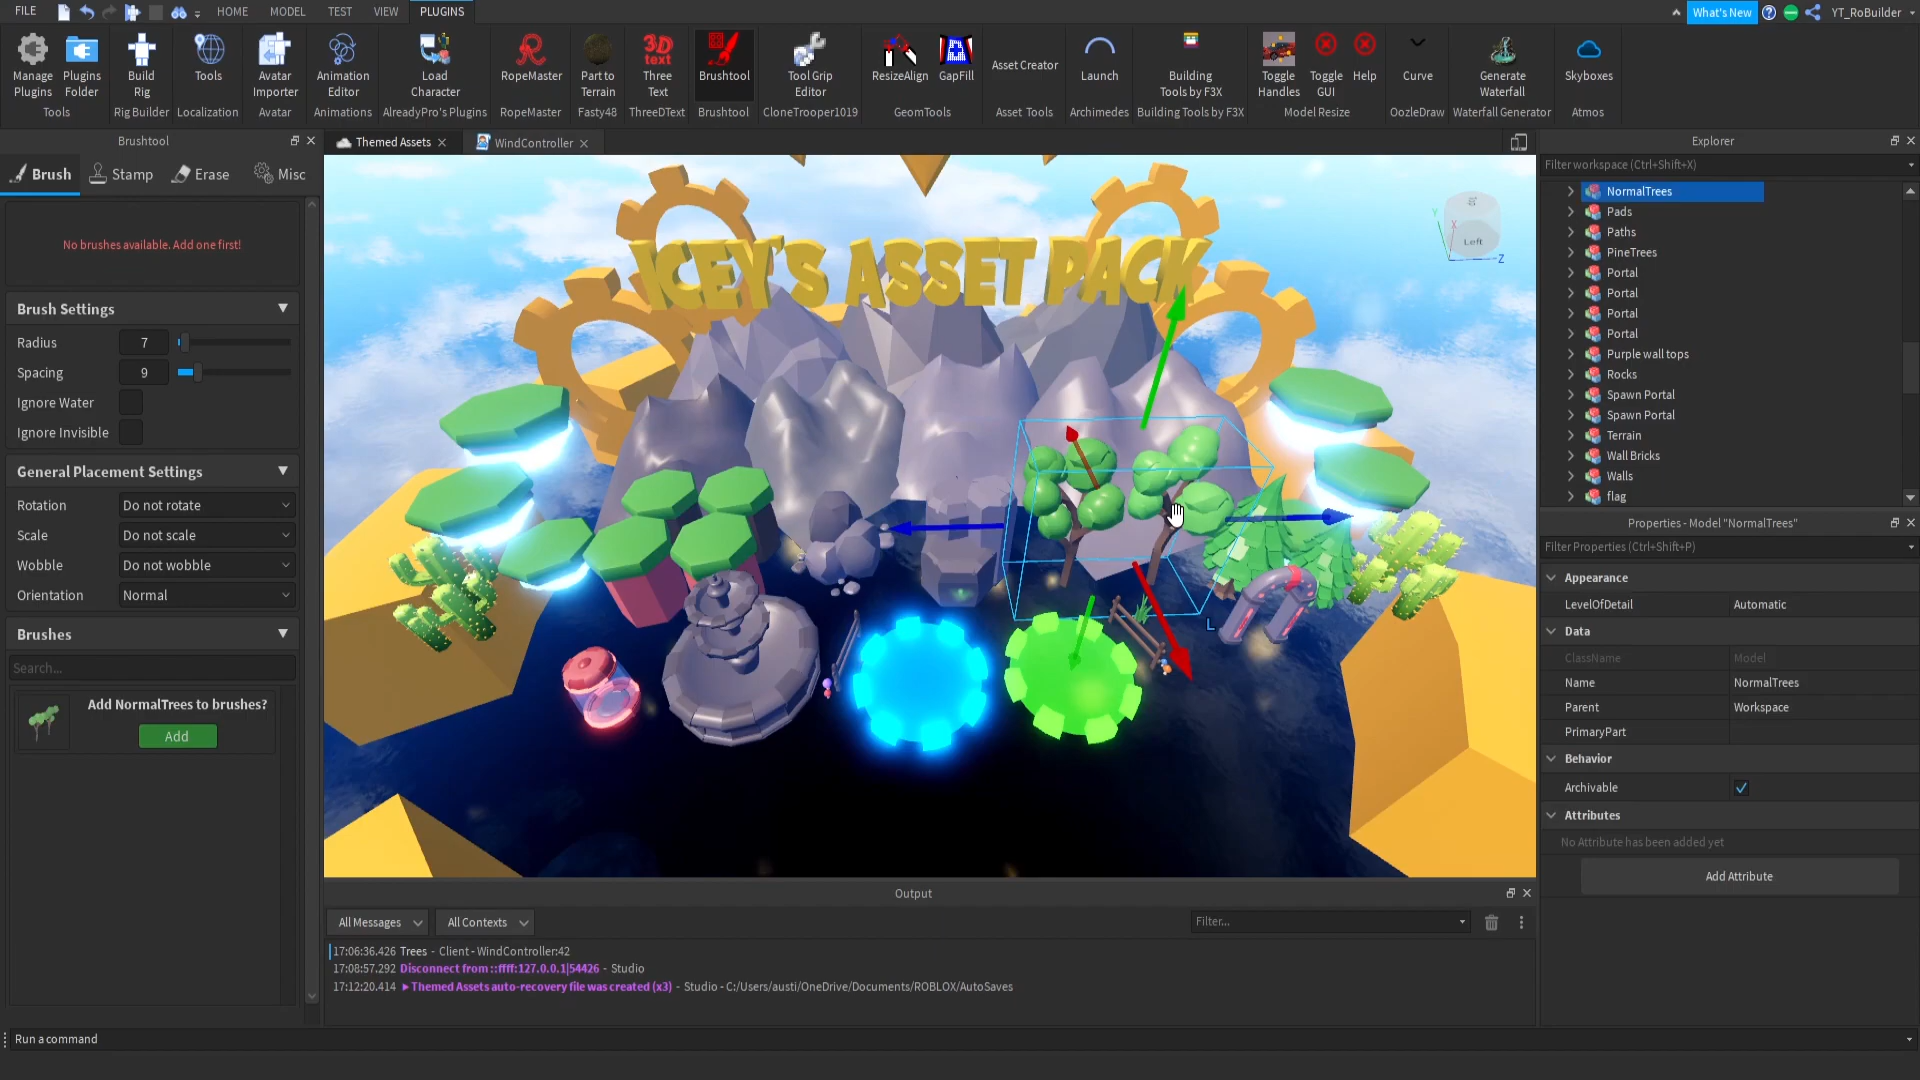 FILE
HOME
MODEL
TEST
VIEW
PLUGINS
What's New
YT_RoBuilder
Manage Plugins
Plugins Folder
Tools
Build Rig
Rig Builder
Tools
Localization
Avatar Importer
Avatar
Animation Editor
Animations
Load Character
AlreadyPro's Plugins
RopeMaster
RopeMaster
Part to Terrain
Fasty48
3D text
Three Text
ThreeDText
Brushtool
Brushtool
Tool Grip Editor
CloneTrooper1019
ResizeAlign
GapFill
GeomTools
Asset Creator
Asset Tools
Launch
Archimedes
Building Tools by F3X
Building Tools by F3X
Toggle Handles
Toggle GUI
Help
Model Resize
Curve
OozleDraw
Generate Waterfall
Waterfall Generator
Skyboxes
Atmos
Brushtool
Brush
Stamp
Erase
Misc
No brushes available. Add one first!
Brush Settings
Radius 7
Spacing 9
Ignore Water
Ignore Invisible
General Placement Settings
Rotation Do not rotate
Scale Do not scale
Wobble Do not wobble
Orientation Normal
Brushes
Search...
Add NormalTrees to brushes?
Add
Themed Assets
WindController
ICEY'S ASSET PACK
Y
X
Left
Z
L
Output
All Messages
All Contexts
Filter...
17:06:36.426 Trees - Client - WindController:42
17:08:57.292 Disconnect from ::ffff:127.0.0.1|54426 - Studio
17:12:20.414 Themed Assets auto-recovery file was created (x3) - Studio - C:/Users/austi/OneDrive/Documents/ROBLOX/AutoSaves
Run a command
Explorer
Filter workspace (Ctrl+Shift+X)
NormalTrees
Pads
Paths
PineTrees
Portal
Portal
Portal
Portal
Purple wall tops
Rocks
Spawn Portal
Spawn Portal
Terrain
Wall Bricks
Walls
flag
Properties - Model "NormalTrees"
Filter Properties (Ctrl+Shift+P)
Appearance
LevelOfDetail Automatic
Data
ClassName Model
Name NormalTrees
Parent Workspace
PrimaryPart
Behavior
Archivable
Attributes
No Attribute has been added yet
Add Attribute